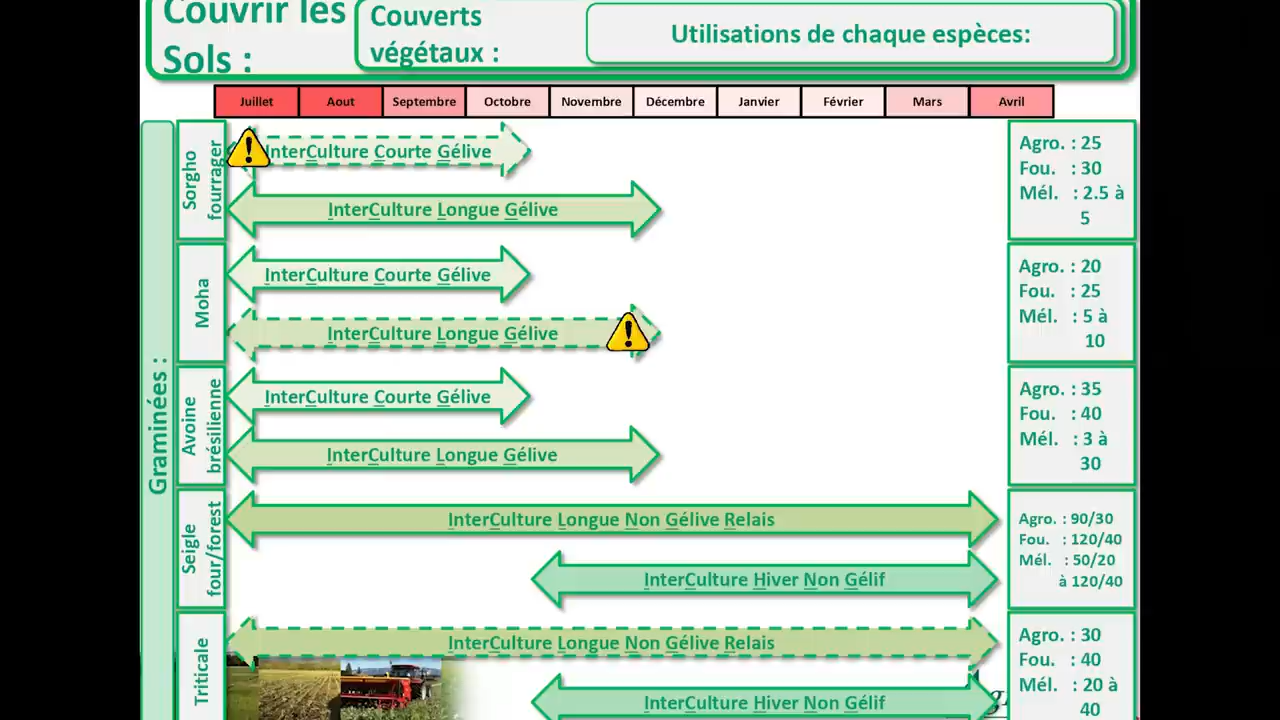 Couvrir les
Sols :
Couverts
végétaux :
Utilisations de chaque espèces:
Juillet Aout Septembre Octobre Novembre Décembre Janvier Février Mars Avril
Graminées :
Sorgho
fourrager
InterCulture Courte Gélive
InterCulture Longue Gélive
Agro. : 25
Fou. : 30
Mél. : 2.5 à
5
Moha
InterCulture Courte Gélive
InterCulture Longue Gélive
Agro. : 20
Fou. : 25
Mél. : 5 à
10
Avoine
brésilienne
InterCulture Courte Gélive
InterCulture Longue Gélive
Agro. : 35
Fou. : 40
Mél. : 3 à
30
Seigle
four/forest
InterCulture Longue Non Gélive Relais
InterCulture Hiver Non Gélif
Agro. : 90/30
Fou. : 120/40
Mél. : 50/20
à 120/40
Triticale
InterCulture Longue Non Gélive Relais
InterCulture Hiver Non Gélif
Agro. : 30
Fou. : 40
Mél. : 20 à
40